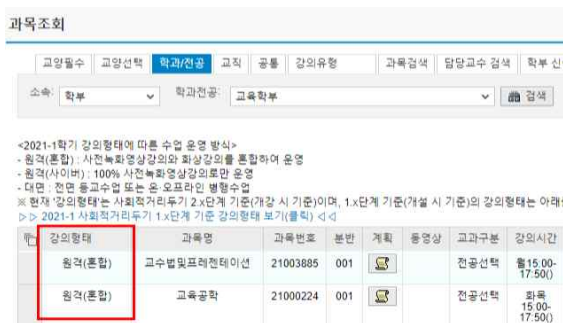 과목조회
교양필수 교양선택 학과/전공 교직 공통 강의유형 과목검색 담당교수 검색 학부 신
소속: 학부 학과전공: 교육학부 검색
<2021-1학기 강의형태에 따른 수업 운영 방식>
- 원격(혼합) : 사전녹화영상강의와 화상강의를 혼합하여 운영
- 원격(사이버) : 100% 사전녹화영상강의로만 운영
- 대면 : 전면 등교수업 또는 온·오프라인 병행수업
※ 현재 '강의형태'는 사회적거리두기 2.x단계 기준(개강 시 기준)이며, 1.x단계 기준(개설 시 기준)의 강의형태는 아래
▷▷ 2021-1 사회적거리두기 1.x단계 기준 강의형태 보기(클릭) ◁◁
강의형태 과목명 과목번호 분반 계획 동영상 교과구분 강의시간
원격(혼합) 교수법및프레젠테이션 21003885 001 전공선택 월15:00-
17:50()
원격(혼합) 교육공학 21000224 001 전공선택 화목
15:00-
17:50()